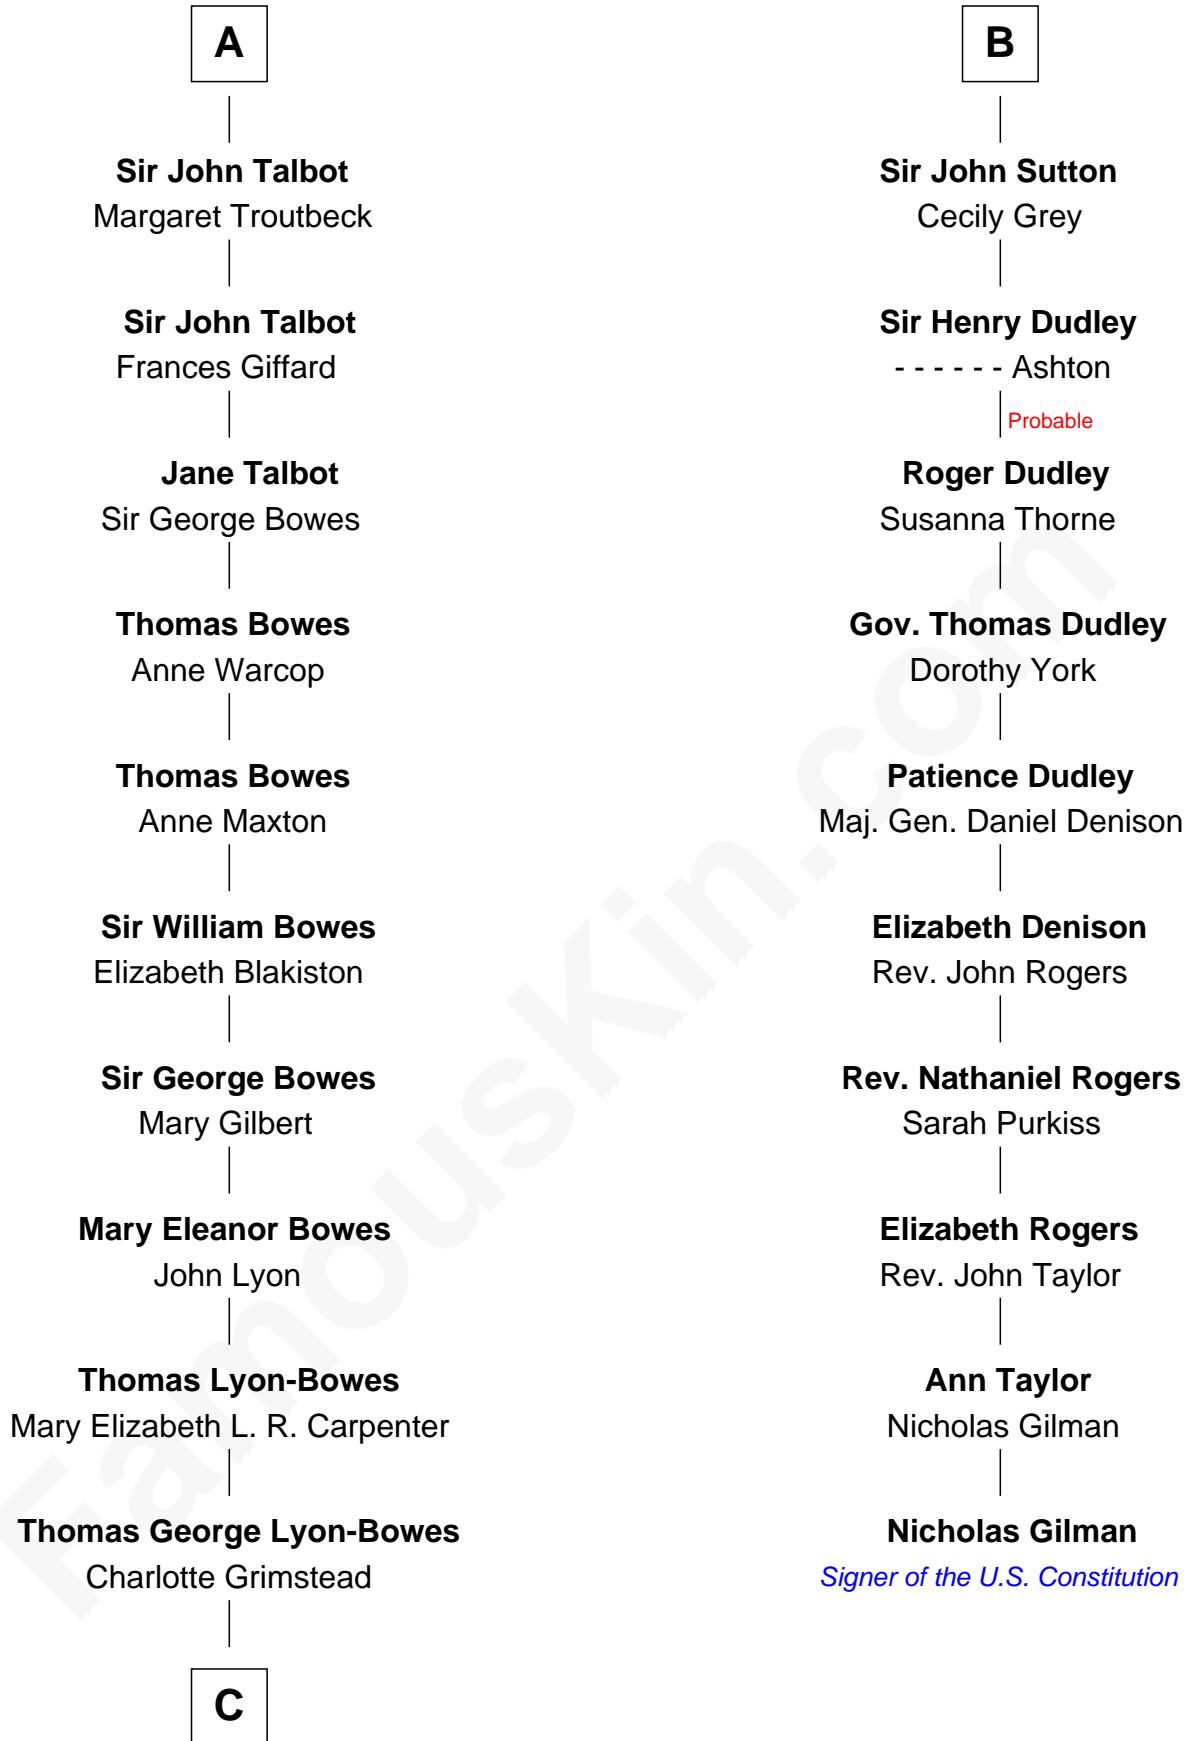 A
Sir John Talbot
Margaret Troutbeck
Sir John Talbot
Frances Giffard
Jane Talbot
Sir George Bowes
Thomas Bowes
Anne Warcop
Thomas Bowes
Anne Maxton
Sir William Bowes
Elizabeth Blakiston
Sir George Bowes
Mary Gilbert
Mary Eleanor Bowes
John Lyon
Thomas Lyon-Bowes
Mary Elizabeth L. R. Carpenter
Thomas George Lyon-Bowes
Charlotte Grimstead
C
B
Sir John Sutton
Cecily Grey
Sir Henry Dudley
- - - - - - Ashton
Probable
Roger Dudley
Susanna Thorne
Gov. Thomas Dudley
Dorothy York
Patience Dudley
Maj. Gen. Daniel Denison
Elizabeth Denison
Rev. John Rogers
Rev. Nathaniel Rogers
Sarah Purkiss
Elizabeth Rogers
Rev. John Taylor
Ann Taylor
Nicholas Gilman
Nicholas Gilman
Signer of the U.S. Constitution
FamousKin.com